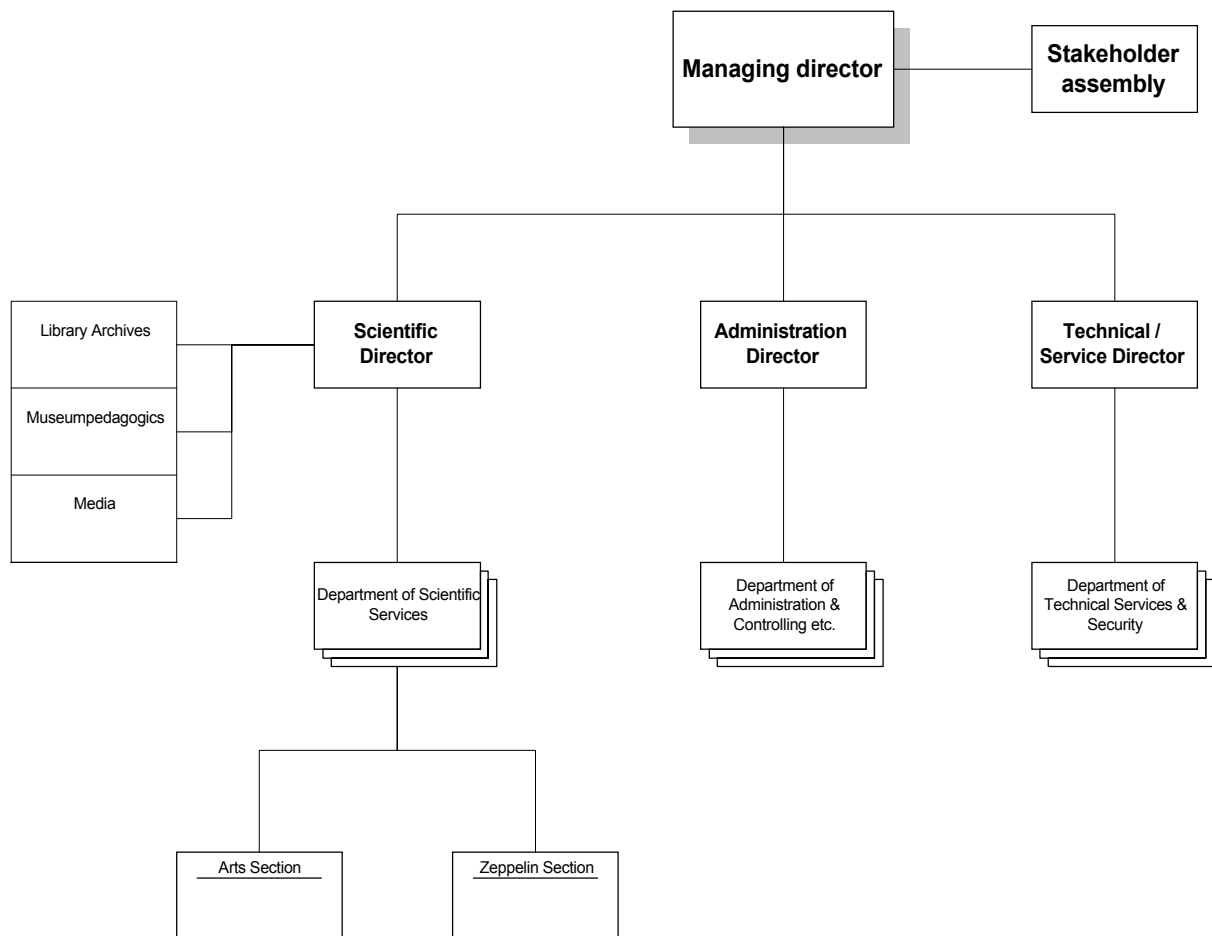 Managing director
Stakeholder
assembly
Library Archives
Museumpedagogics
Media
Scientific
Director
Administration
Director
Technical /
Service Director
Department of Scientific
Services
Department of
Administration &
Controlling etc.
Department of
Technical Services &
Security
Arts Section
Zeppelin Section